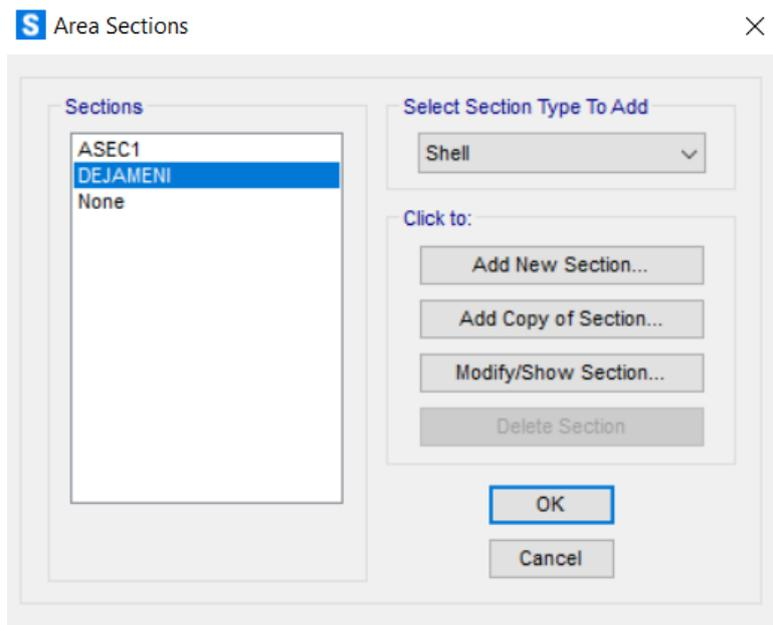 S Area Sections
Sections
ASEC1
DEJAMENI
None
Select Section Type To Add
Shell
Click to:
Add New Section...
Add Copy of Section...
Modify/Show Section...
Delete Section
OK
Cancel